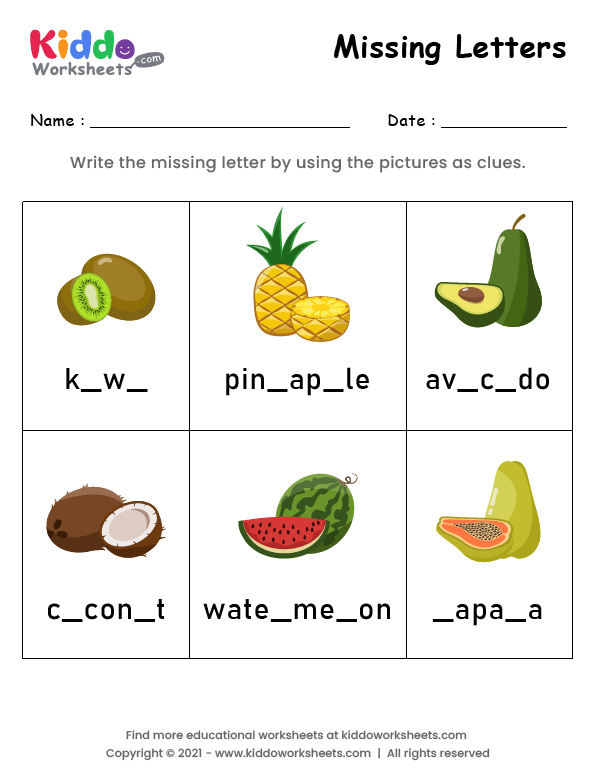 Kiddo
Worksheets.com
Missing Letters
Name : ____________________ Date : __________
Write the missing letter by using the pictures as clues.
k_w_ pin_ap_le av_c_do
c_con_t wate_me_on _apa_a
Find more educational worksheets at kiddoworksheets.com
Copyright © 2021 - www.kiddoworksheets.com | All rights reserved